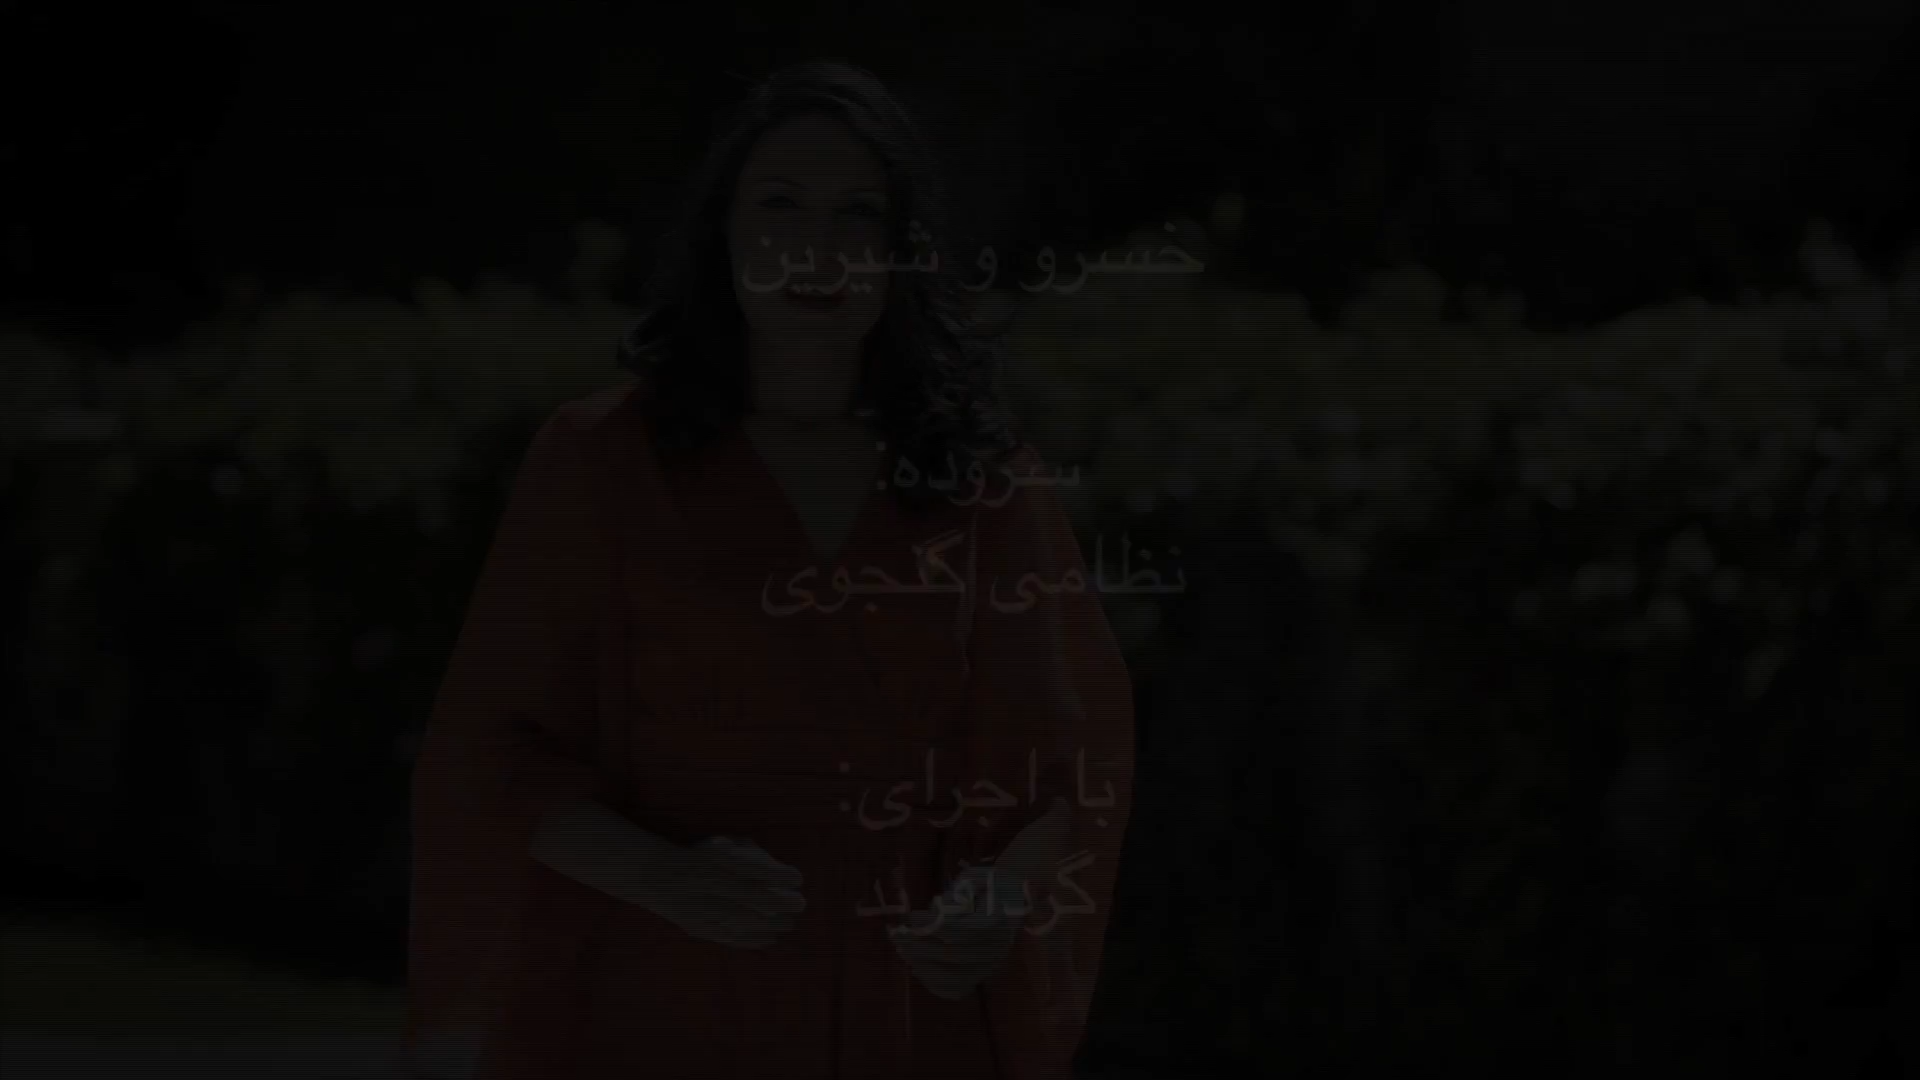 خسرو و شیرین
سروده:
نظامی گنجوی
با اجرای:
گردآفرید